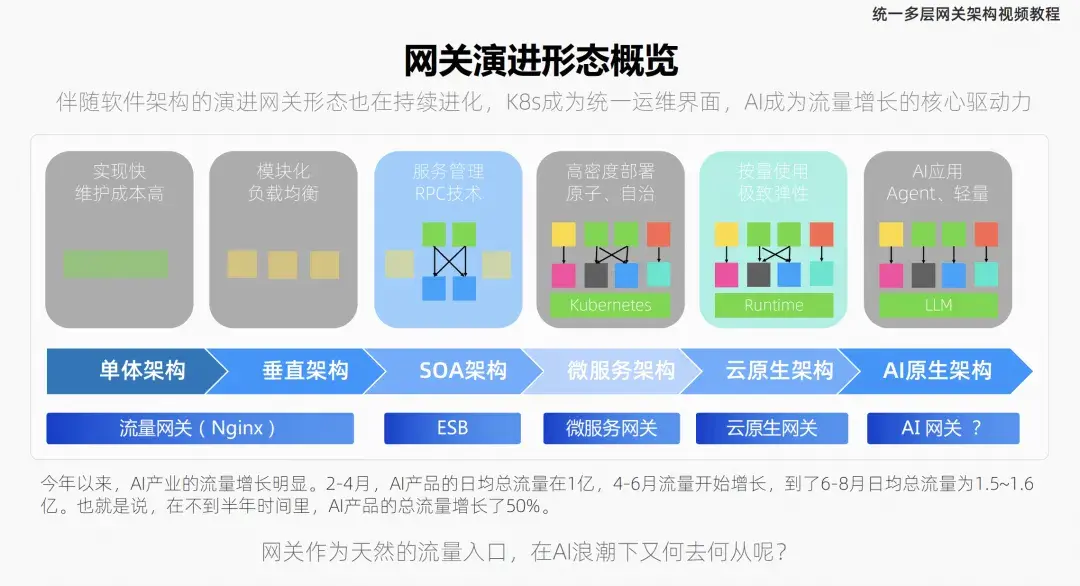 统一多层网关架构视频教程
网关演进形态概览
伴随软件架构的演进网关形态也在持续进化，K8s成为统一运维界面，AI成为流量增长的核心驱动力
实现快
维护成本高
模块化
负载均衡
服务管理
RPC技术
高密度部署
原子、自治
Kubernetes
按量使用
极致弹性
Runtime
AI应用
Agent、轻量
LLM
单体架构
垂直架构
SOA架构
微服务架构
云原生架构
AI原生架构
流量网关（Nginx）
ESB
微服务网关
云原生网关
AI 网关 ？
今年以来，AI产业的流量增长明显。2-4月，AI产品的日均总流量在1亿，4-6月流量开始增长，到了6-8月日均总流量为1.5~1.6
亿。也就是说，在不到半年时间里，AI产品的总流量增长了50%。
网关作为天然的流量入口，在AI浪潮下又何去何从呢？